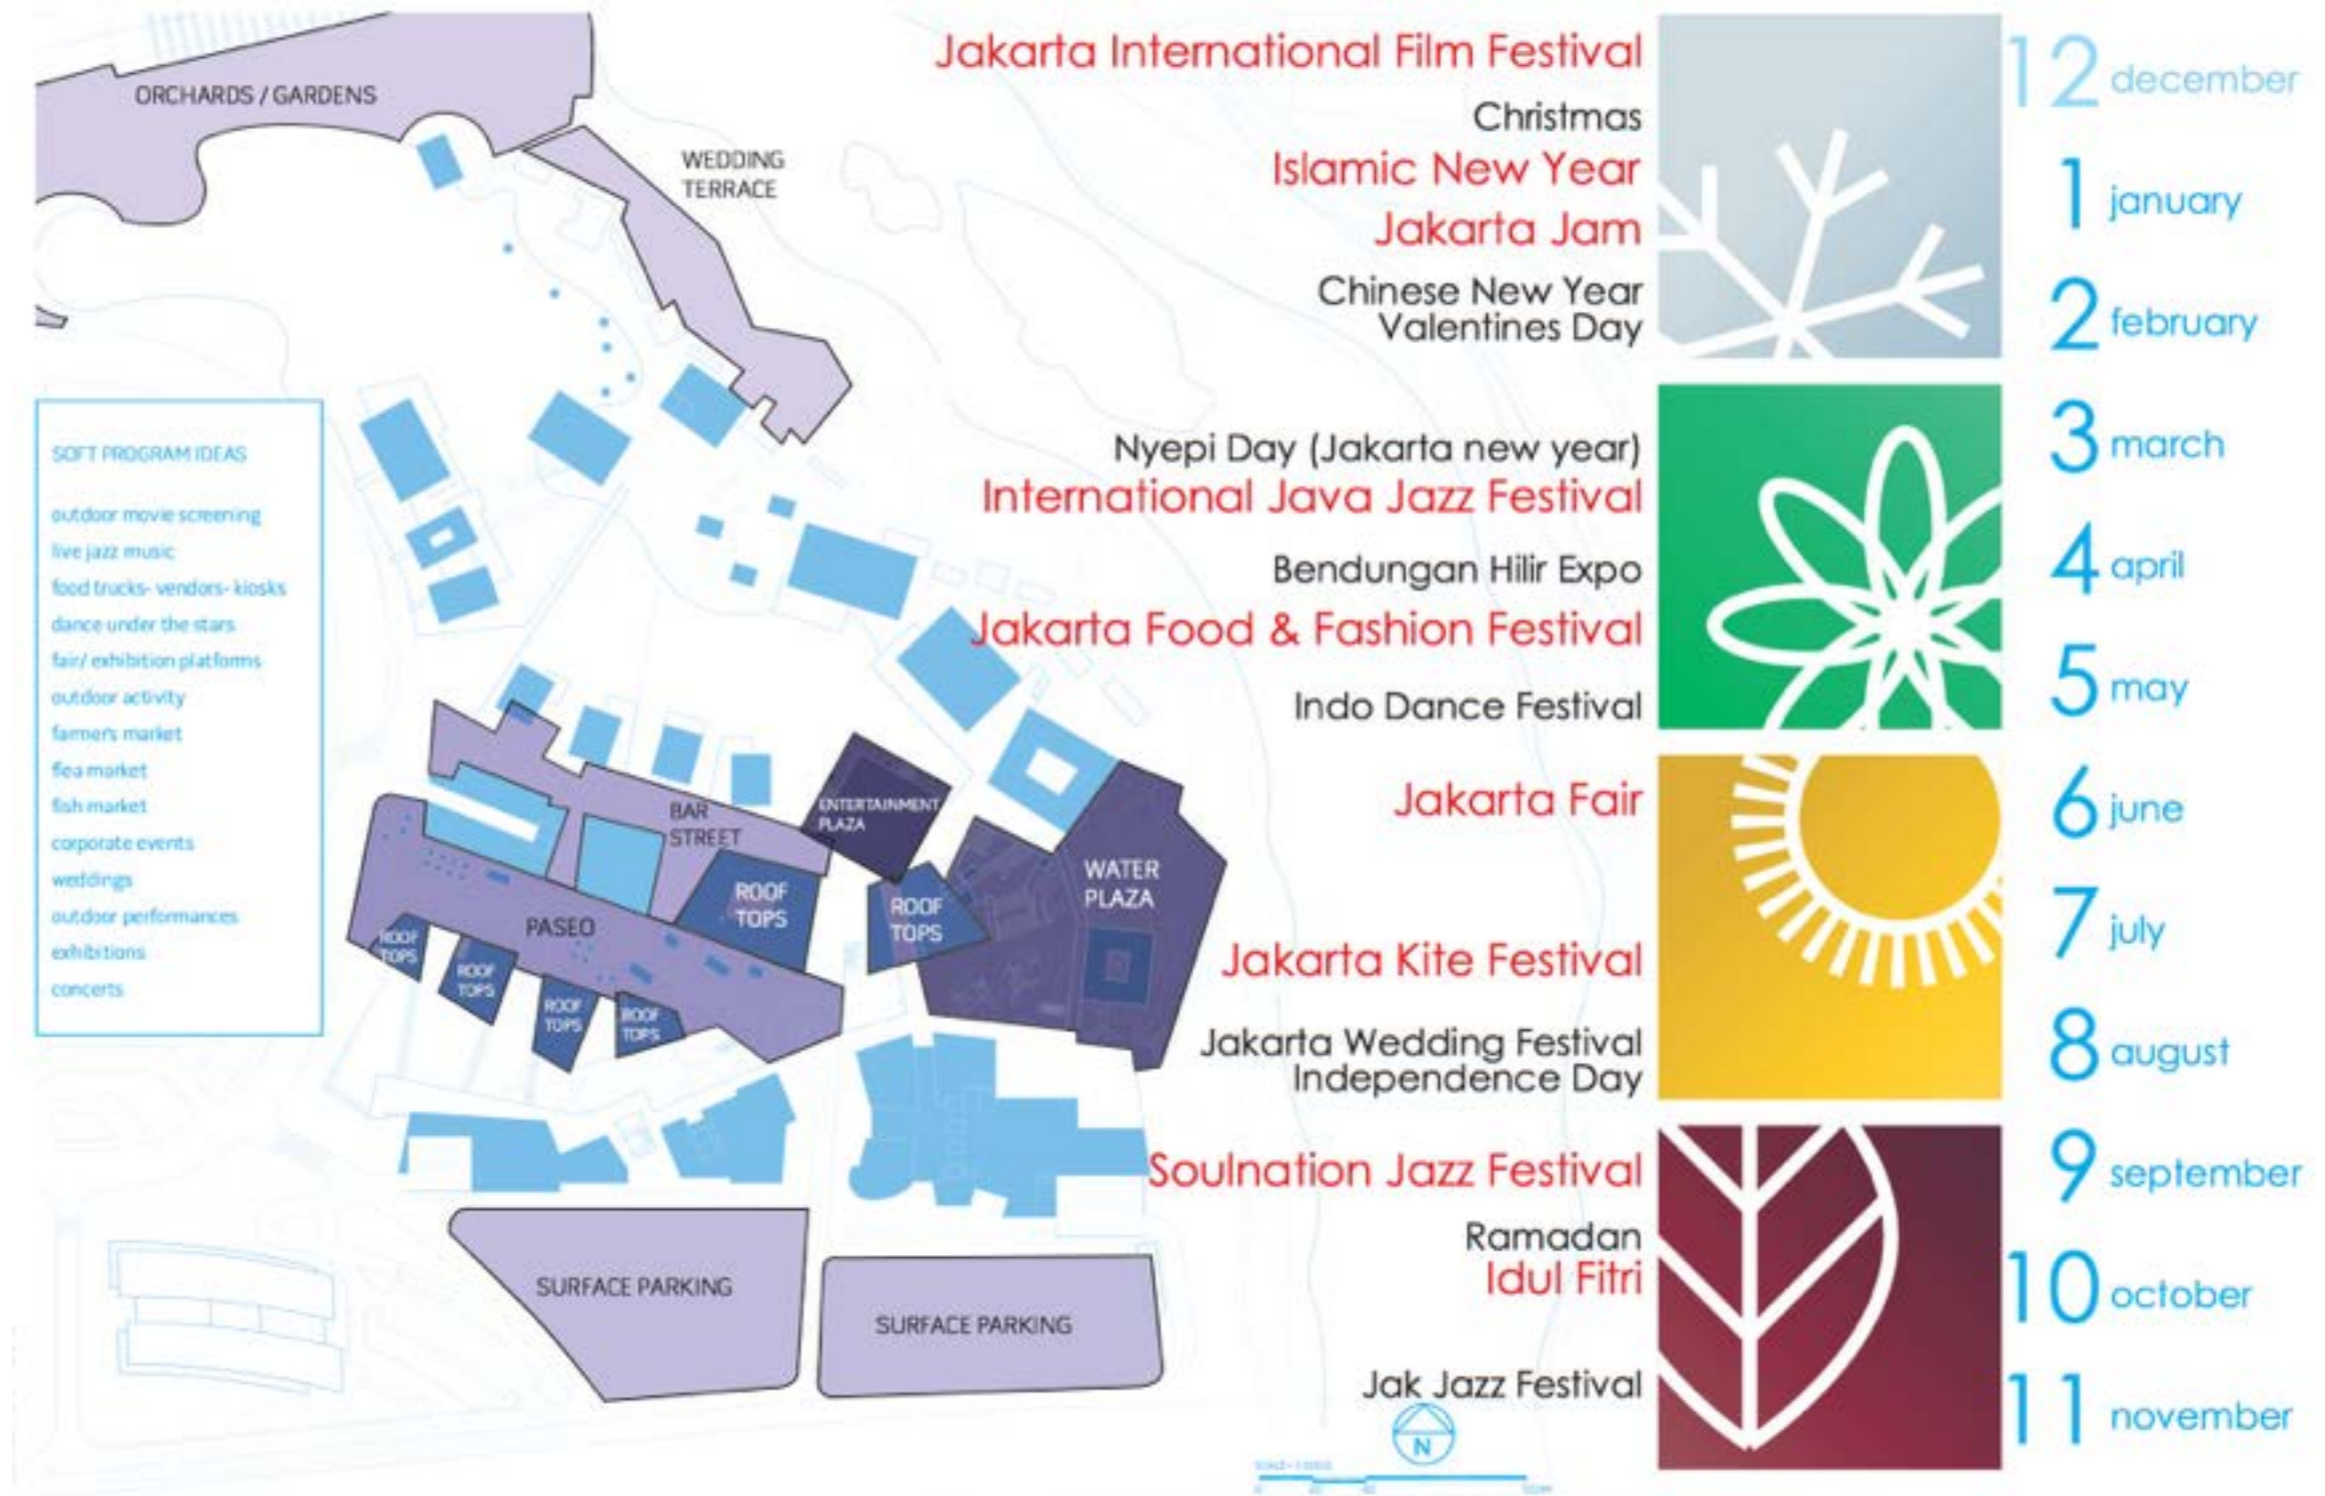 ORCHARDS / GARDENS
WEDDING
TERRACE
SOFT PROGRAM IDEAS
outdoor movie screening
live jazz music
food trucks- vendors- kiosks
dance under the stars
fair/ exhibition platforms
outdoor activity
farmers market
flea market
fish market
corporate events
weddings
outdoor performances
exhibitions
concerts
BAR
STREET
ENTERTAINMENT
PLAZA
WATER
PLAZA
ROOF
TOPS
ROOF
TOPS
PASEO
ROOF
TOPS
ROOF
TOPS
ROOF
TOPS
ROOF
TOPS
SURFACE PARKING
SURFACE PARKING
Jakarta International Film Festival
Christmas
Islamic New Year
Jakarta Jam
Chinese New Year
Valentines Day
Nyepi Day (Jakarta new year)
International Java Jazz Festival
Bendungan Hilir Expo
Jakarta Food & Fashion Festival
Indo Dance Festival
Jakarta Fair
Jakarta Kite Festival
Jakarta Wedding Festival
Independence Day
Soulnation Jazz Festival
Ramadan
Idul Fitri
Jak Jazz Festival
N
12 december
1 january
2 february
3 march
4 april
5 may
6 june
7 july
8 august
9 september
10 october
11 november